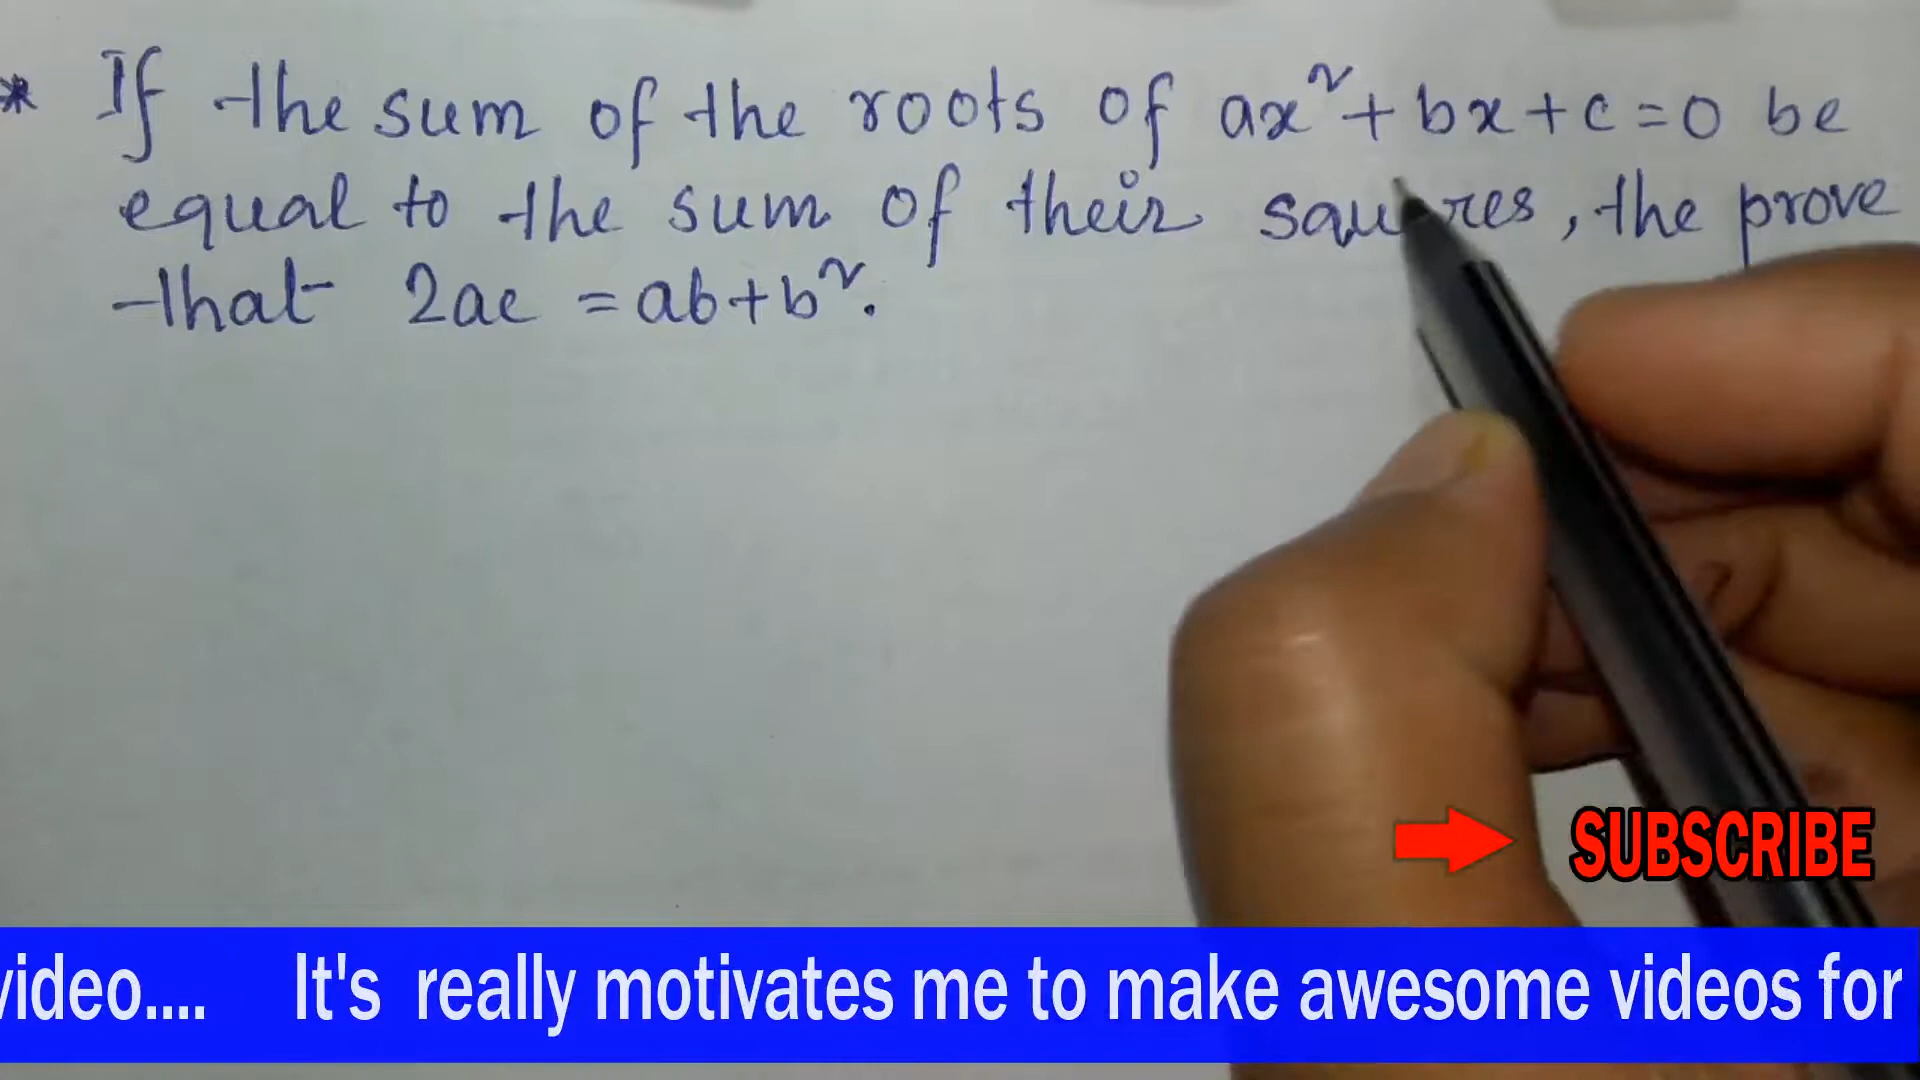 * If the sum of the roots of ax²+bx+c=0 be
equal to the sum of their squres, the prove
that 2ac = ab+b².
SUBSCRIBE
video.... It's really motivates me to make awesome videos for